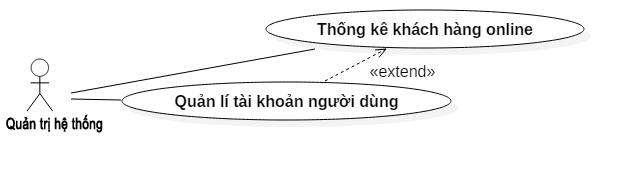 Thống kê khách hàng online
«extend»
Quản lí tài khoản người dùng
Quản trị hệ thống